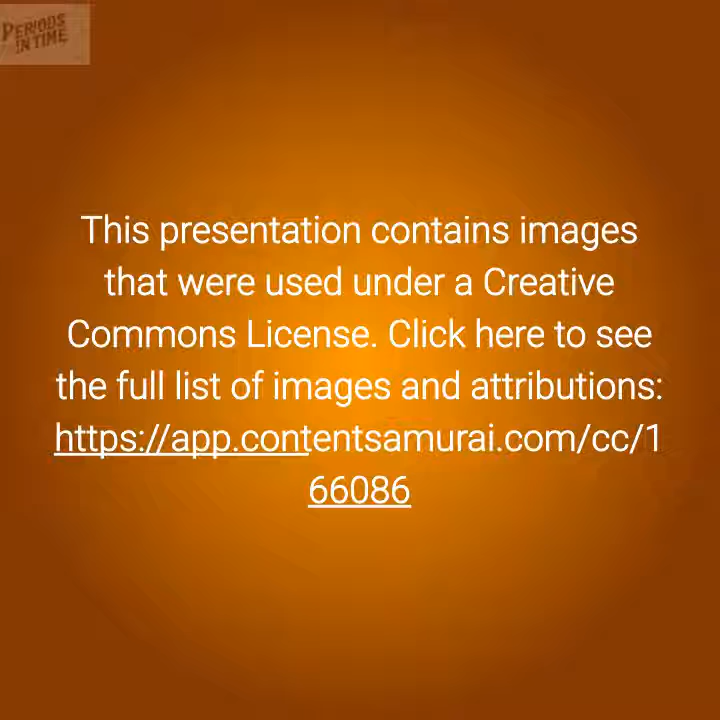 PERIODS
IN TIME
This presentation contains images
that were used under a Creative
Commons License. Click here to see
the full list of images and attributions:
https://app.contentsamurai.com/cc/1
66086